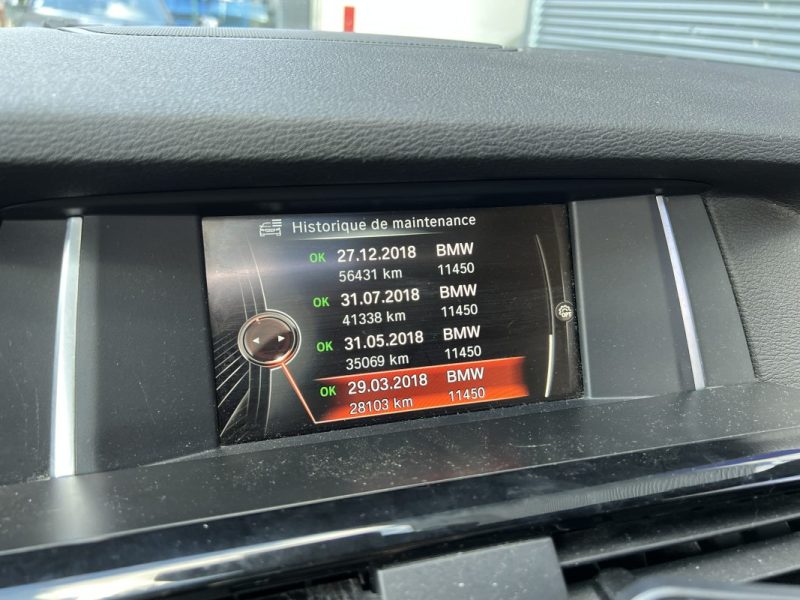 Historique de maintenance
OK 27.12.2018 BMW
56431 km 11450
OK 31.07.2018 BMW
41338 km 11450
OK 31.05.2018 BMW
35069 km 11450
OK 29.03.2018 BMW
28103 km 11450